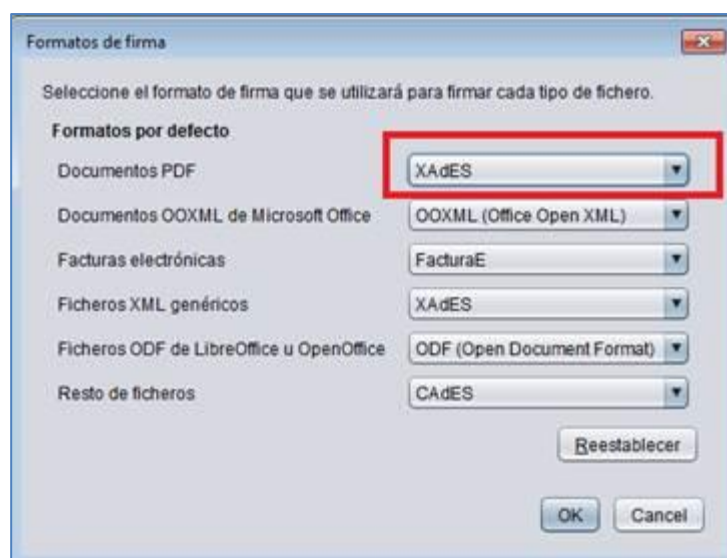 Formatos de firma
Seleccione el formato de firma que se utilizará para firmar cada tipo de fichero.
Formatos por defecto
Documentos PDF XAdES
Documentos OOXML de Microsoft Office OOXML (Office Open XML)
Facturas electrónicas FacturaE
Ficheros XML genéricos XAdES
Ficheros ODF de LibreOffice u OpenOffice ODF (Open Document Format)
Resto de ficheros CAdES
Reestablecer
OK Cancel